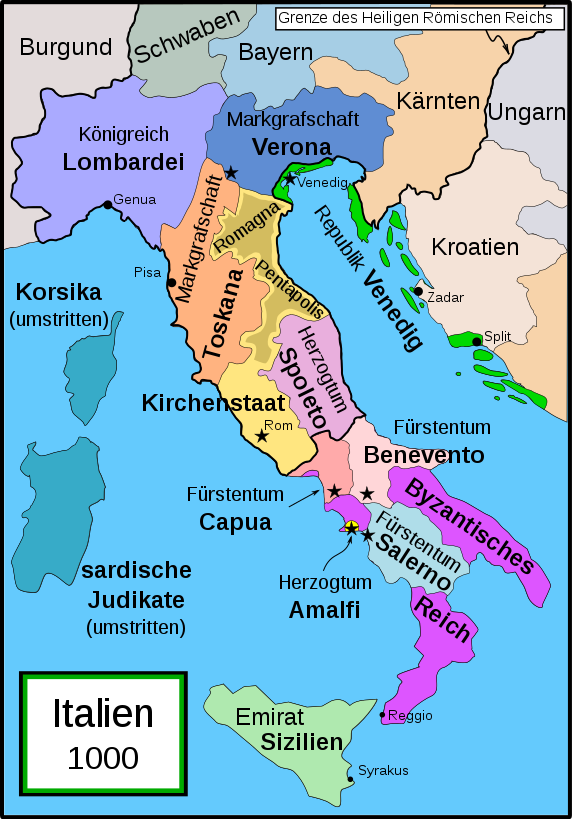 Grenze des Heiligen Römischen Reichs
Burgund
Schwaben
Bayern
Kärnten
Ungarn
Königreich
Lombardei
Markgrafschaft
Verona
Genua
Venedig
Markgrafschaft
Toskana
Romagna
Pentapolis
Republik Venedig
Kroatien
Pisa
Zadar
Split
Korsika
(umstritten)
Herzogtum
Spoleto
Kirchenstaat
Rom
Fürstentum
Benevento
Fürstentum
Capua
Byzantisches
Reich
Fürstentum
Salerno
Herzogtum
Amalfi
sardische
Judikate
(umstritten)
Italien
1000
Emirat
Sizilien
Reggio
Syrakus